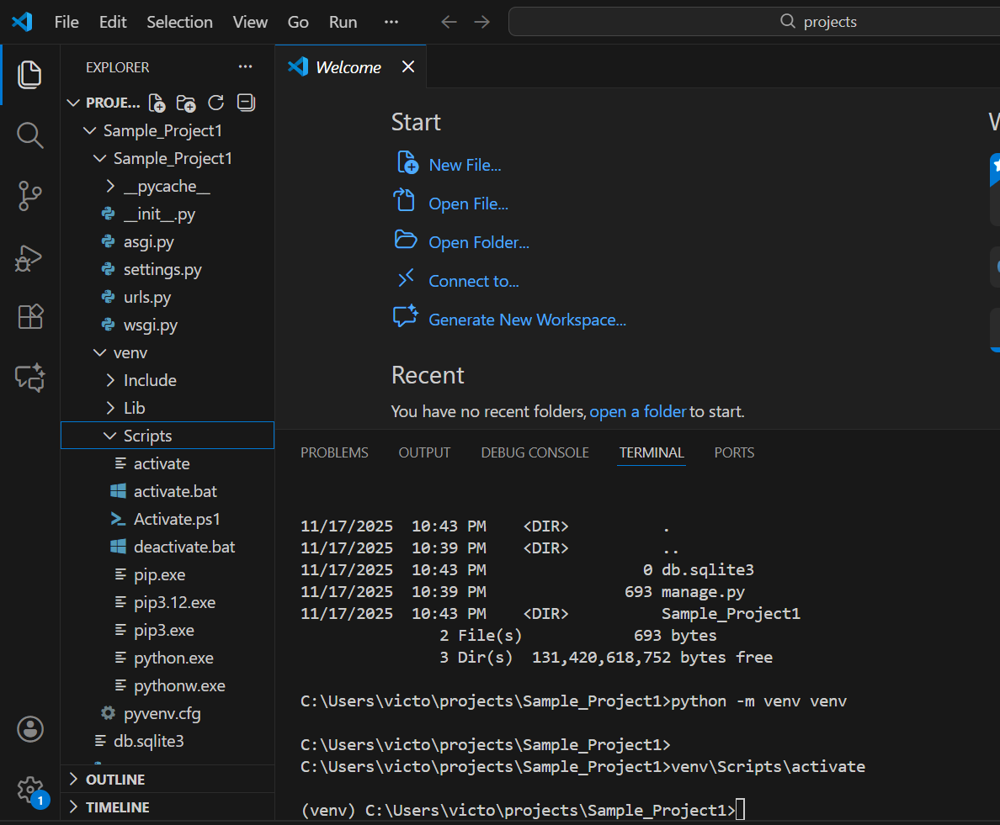 File Edit Selection View Go Run ··· projects
EXPLORER ···
Welcome
PROJE...
Sample_Project1
Sample_Project1
__pycache__
__init__.py
asgi.py
settings.py
urls.py
wsgi.py
venv
Include
Lib
Scripts
activate
activate.bat
Activate.ps1
deactivate.bat
pip.exe
pip3.12.exe
pip3.exe
python.exe
pythonw.exe
pyvenv.cfg
db.sqlite3
OUTLINE
TIMELINE
1
Start
New File...
Open File...
Open Folder...
Connect to...
Generate New Workspace...
Recent
You have no recent folders, open a folder to start.
PROBLEMS OUTPUT DEBUG CONSOLE TERMINAL PORTS
11/17/2025 10:43 PM <DIR> .
11/17/2025 10:39 PM <DIR> ..
11/17/2025 10:43 PM 0 db.sqlite3
11/17/2025 10:39 PM 693 manage.py
11/17/2025 10:43 PM <DIR> Sample_Project1
2 File(s) 693 bytes
3 Dir(s) 131,420,618,752 bytes free
C:\Users\victo\projects\Sample_Project1>python -m venv venv
C:\Users\victo\projects\Sample_Project1>
C:\Users\victo\projects\Sample_Project1>venv\Scripts\activate
(venv) C:\Users\victo\projects\Sample_Project1>